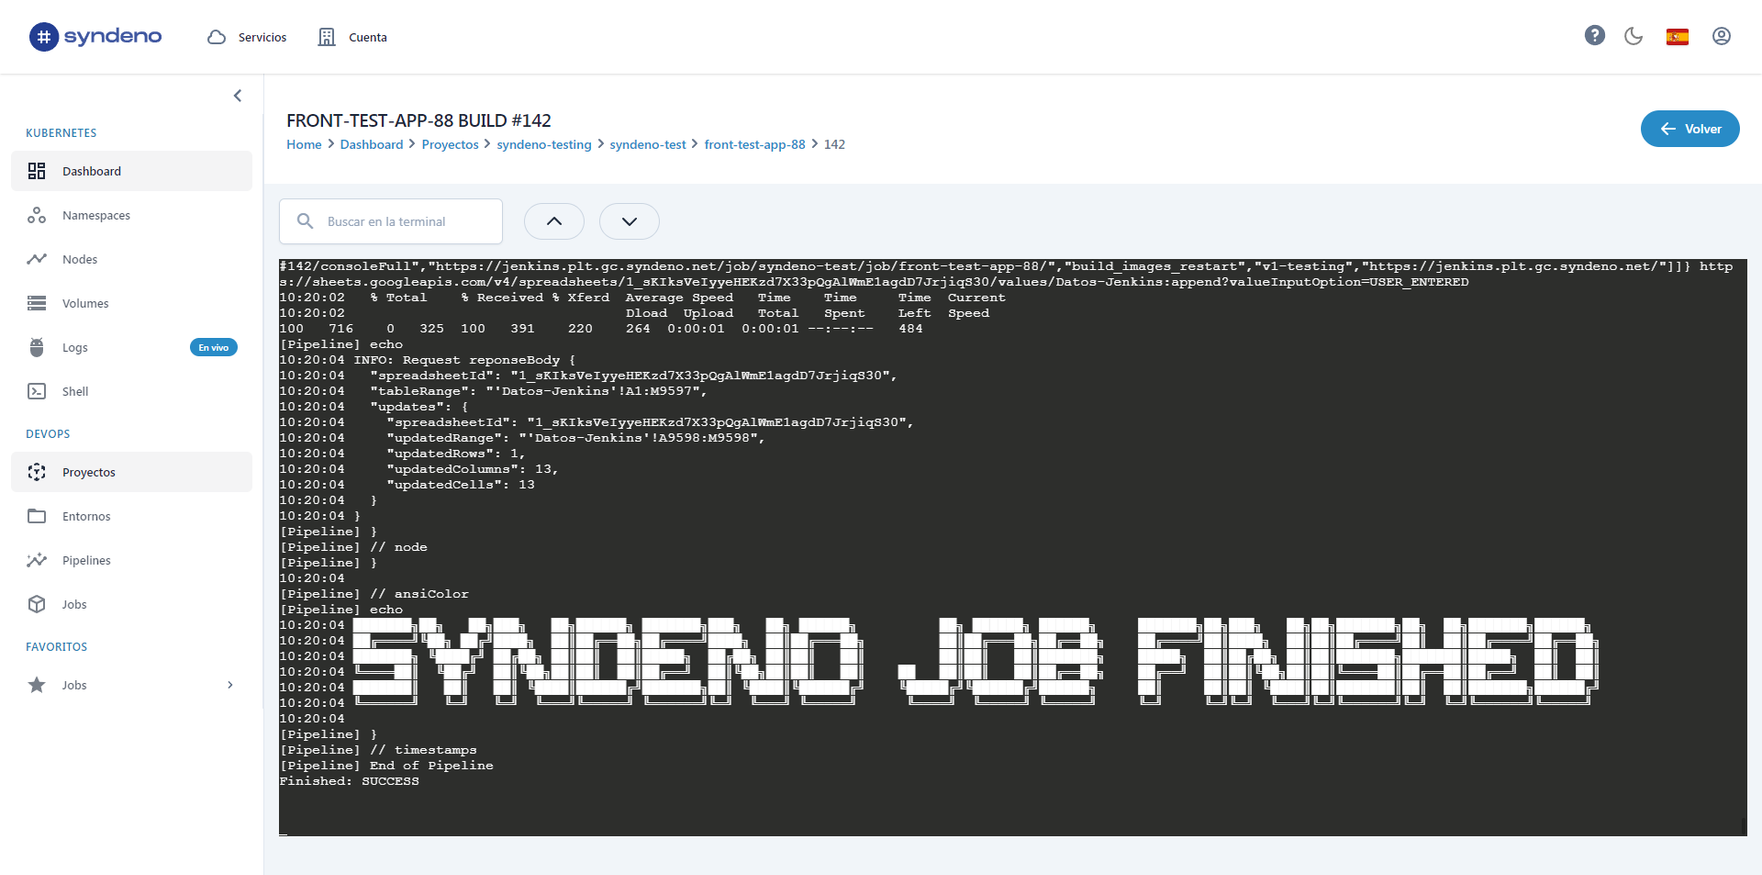 # syndeno
Servicios
Cuenta
?
KUBERNETES
Dashboard
Namespaces
Nodes
Volumes
Logs
En vivo
Shell
DEVOPS
Proyectos
Entornos
Pipelines
Jobs
FAVORITOS
Jobs
FRONT-TEST-APP-88 BUILD #142
Home > Dashboard > Proyectos > syndeno-testing > syndeno-test > front-test-app-88 > 142
Volver
Buscar en la terminal
#142/consoleFull","https://jenkins.plt.gc.syndeno.net/job/syndeno-test/job/front-test-app-88/","build_images_restart","v1-testing","https://jenkins.plt.gc.syndeno.net/"]]} http
s://sheets.googleapis.com/v4/spreadsheets/1_sKIksVeIyyeHEKzd7X33pQgAlWmE1agdD7JrjiqS30/values/Datos-Jenkins:append?valueInputOption=USER_ENTERED
10:20:02   % Total    % Received % Xferd  Average Speed   Time    Time     Time  Current
10:20:02                                  Dload  Upload   Total   Spent    Left  Speed
100   716    0   325  100   391    220    264  0:00:01  0:00:01 --:--:--   484
[Pipeline] echo
10:20:04 INFO: Request reponseBody {
10:20:04   "spreadsheetId": "1_sKIksVeIyyeHEKzd7X33pQgAlWmE1agdD7JrjiqS30",
10:20:04   "tableRange": "'Datos-Jenkins'!A1:M9597",
10:20:04   "updates": {
10:20:04     "spreadsheetId": "1_sKIksVeIyyeHEKzd7X33pQgAlWmE1agdD7JrjiqS30",
10:20:04     "updatedRange": "'Datos-Jenkins'!A9598:M9598",
10:20:04     "updatedRows": 1,
10:20:04     "updatedColumns": 13,
10:20:04     "updatedCells": 13
10:20:04   }
10:20:04 }
[Pipeline] }
[Pipeline] // node
[Pipeline] }
10:20:04
[Pipeline] // ansiColor
[Pipeline] echo
10:20:04
10:20:04
10:20:04
10:20:04 SYNDENO JOB FINISHED
10:20:04
10:20:04
10:20:04
[Pipeline] }
[Pipeline] // timestamps
[Pipeline] End of Pipeline
Finished: SUCCESS